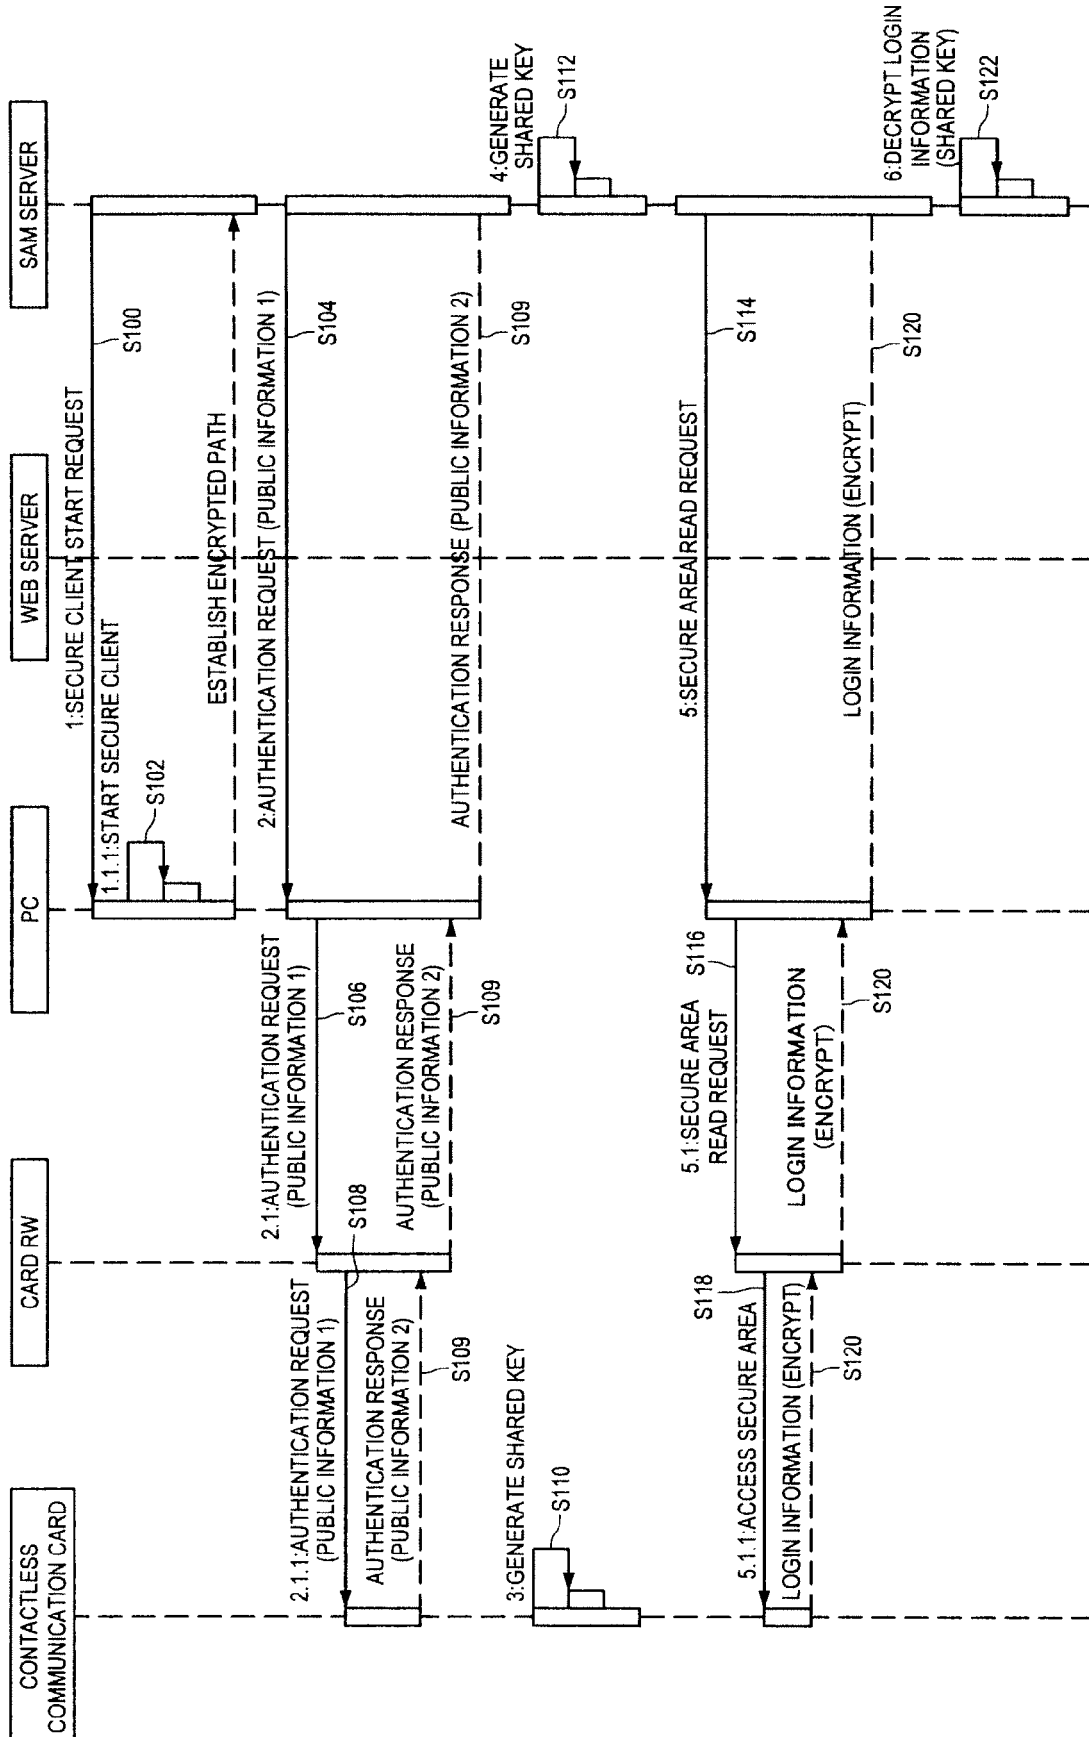 CONTACTLESS
COMMUNICATION CARD
CARD RW
PC
WEB SERVER
SAM SERVER
1:SECURE CLIENT START REQUEST
S100
1.1.1:START SECURE CLIENT
S102
ESTABLISH ENCRYPTED PATH
2:AUTHENTICATION REQUEST (PUBLIC INFORMATION 1)
S104
2.1:AUTHENTICATION REQUEST
(PUBLIC INFORMATION 1)
S106
2.1.1:AUTHENTICATION REQUEST
(PUBLIC INFORMATION 1)
S108
AUTHENTICATION RESPONSE
(PUBLIC INFORMATION 2)
S109
AUTHENTICATION RESPONSE
(PUBLIC INFORMATION 2)
S109
AUTHENTICATION RESPONSE (PUBLIC INFORMATION 2)
S109
3:GENERATE SHARED KEY
S110
4:GENERATE
SHARED KEY
S112
5:SECURE AREA READ REQUEST
S114
5.1:SECURE AREA
READ REQUEST
S116
5.1.1:ACCESS SECURE AREA
S118
LOGIN INFORMATION (ENCRYPT)
S120
LOGIN INFORMATION
(ENCRYPT)
S120
LOGIN INFORMATION (ENCRYPT)
S120
6:DECRYPT LOGIN
INFORMATION
(SHARED KEY)
S122